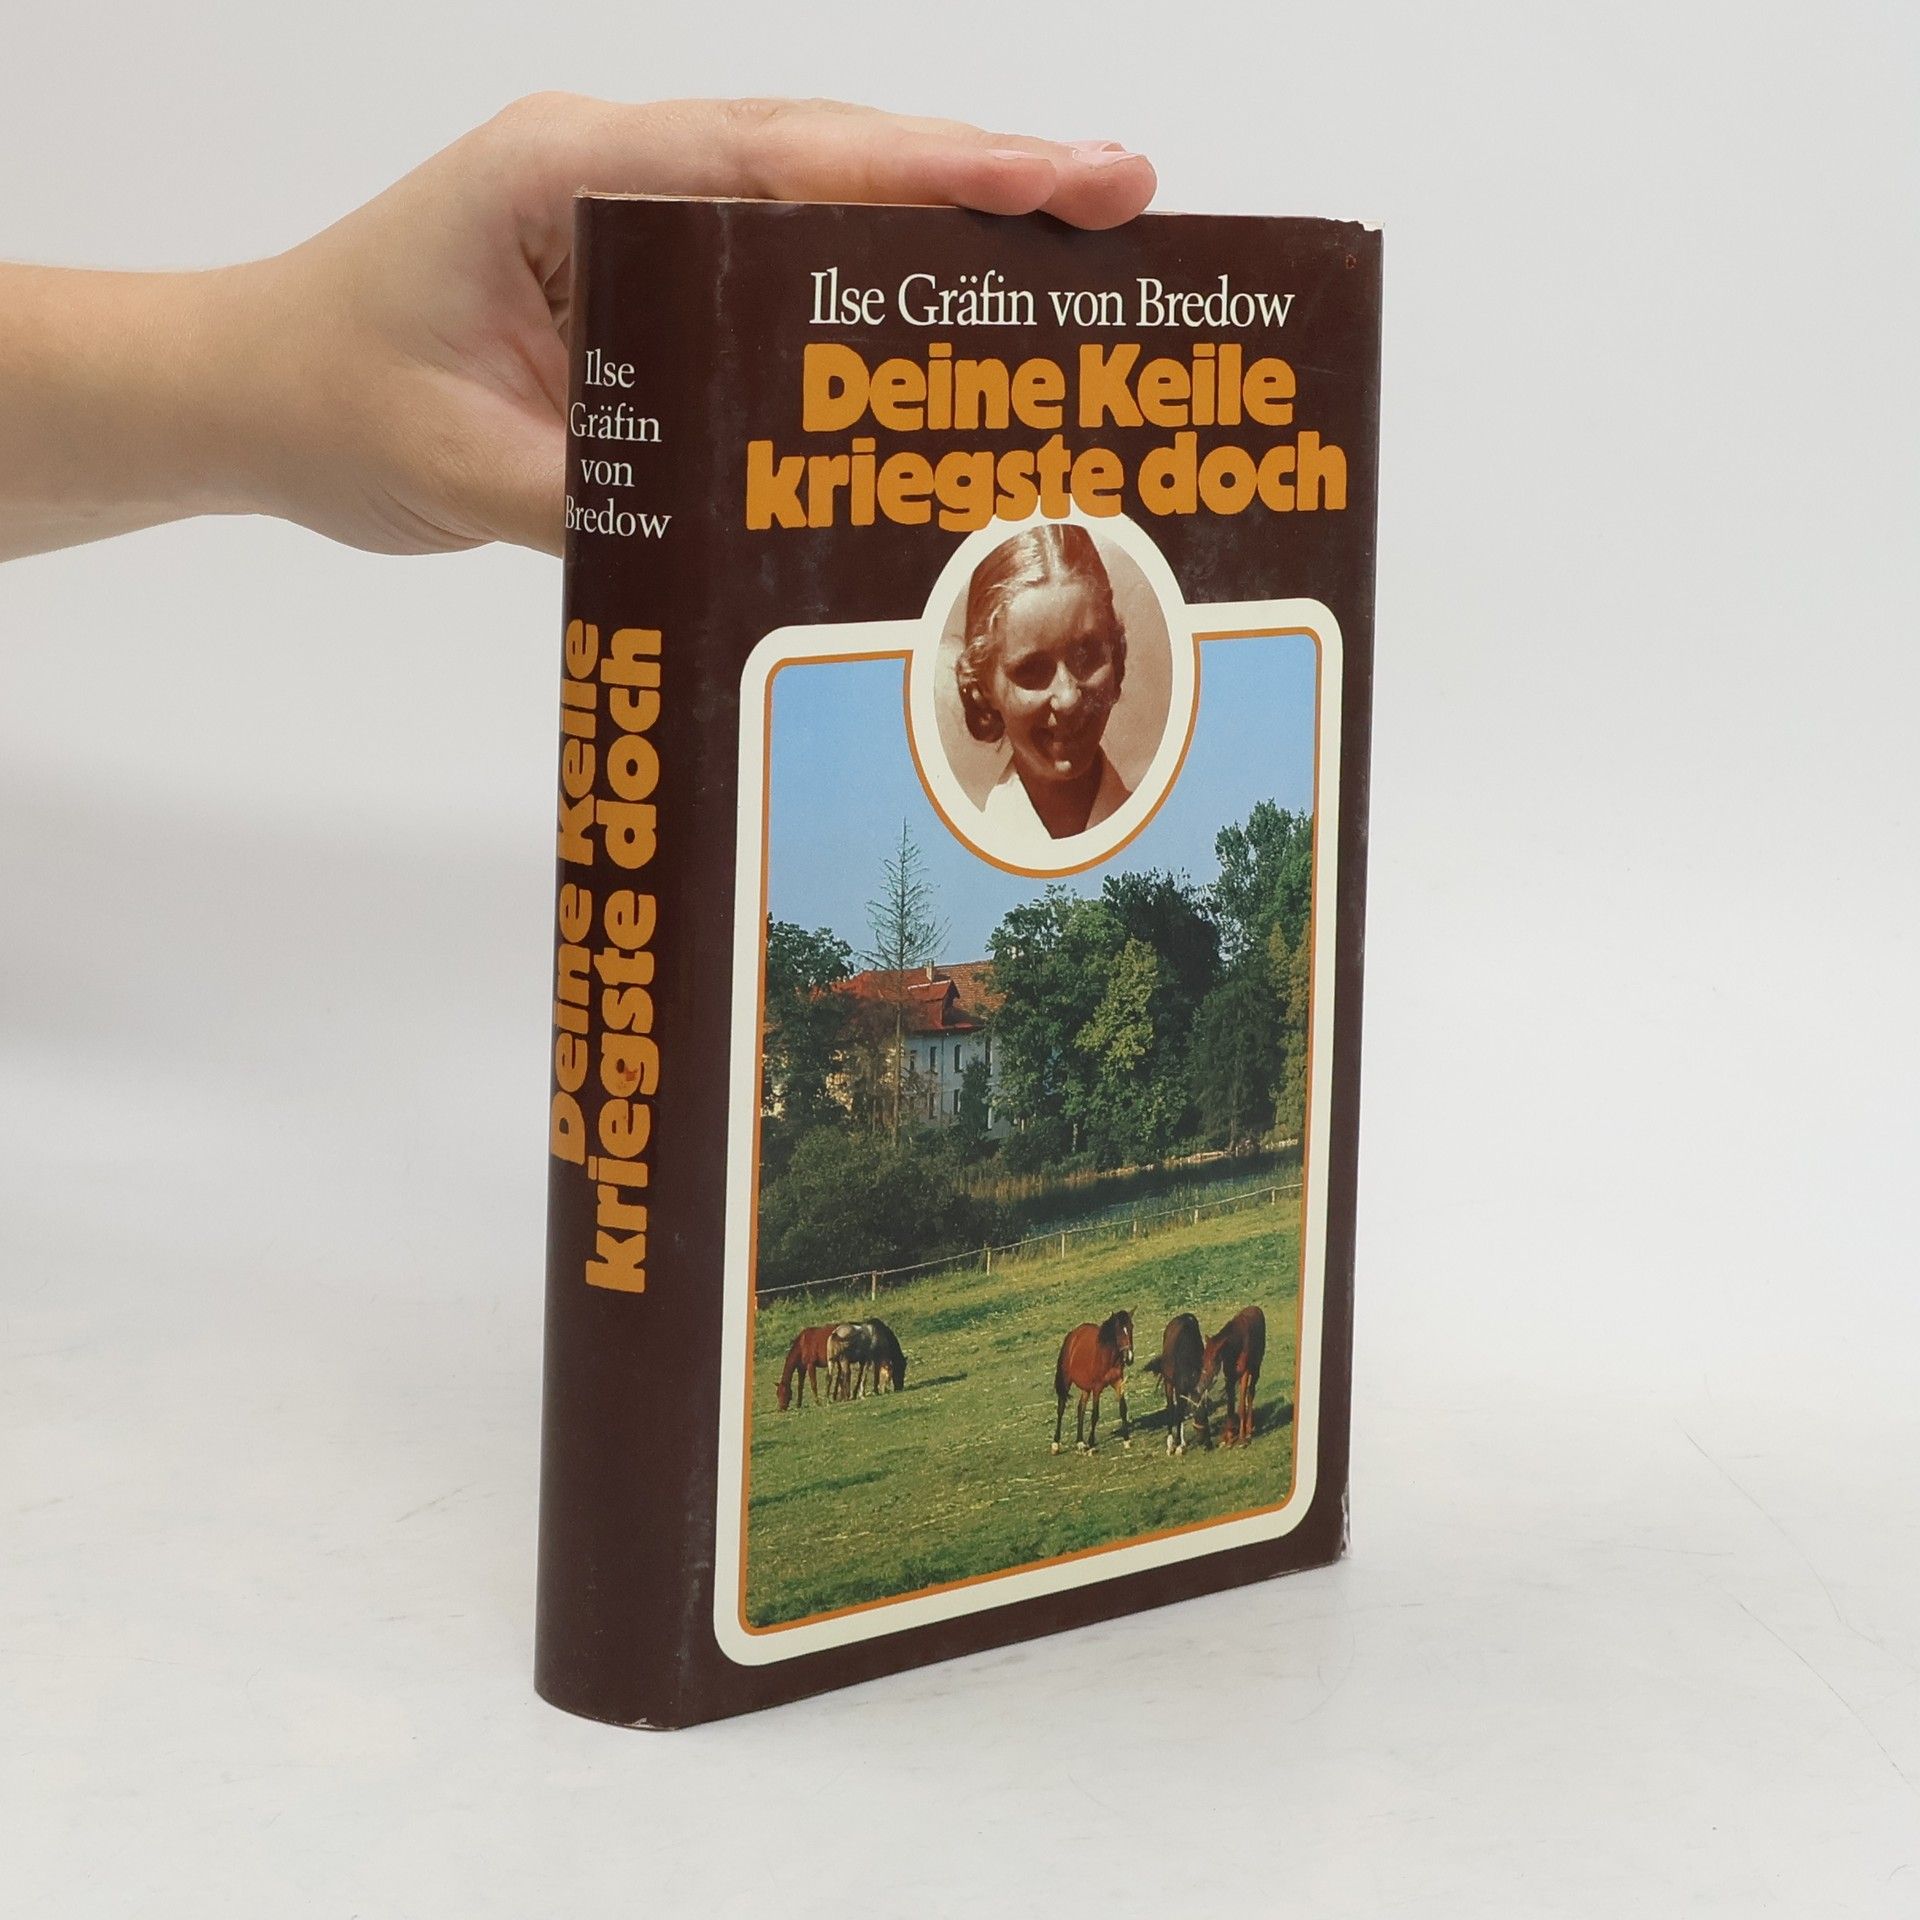 Ilse Gräfin von Bredow
Deine Keile
kriegste doch
Ilse
Gräfin
von
Bredow
Deine Keile
kriegste doch